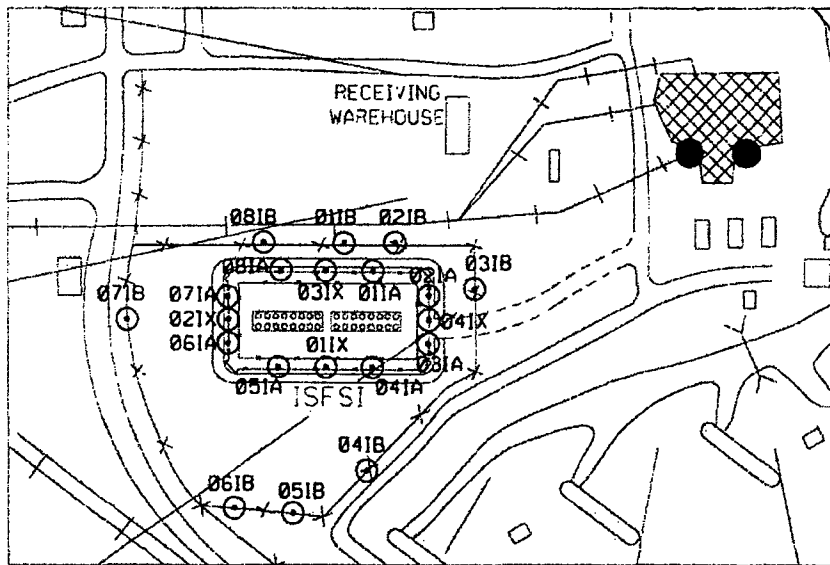 RECEIVING
WAREHOUSE
08IB
01IB
02IB
08IA
02IA
03IB
07IB
07IA
03IX
01IA
02IX
04IX
06IA
01IX
03IA
05IA
04IA
ISFSI
04IB
06IB
05IB